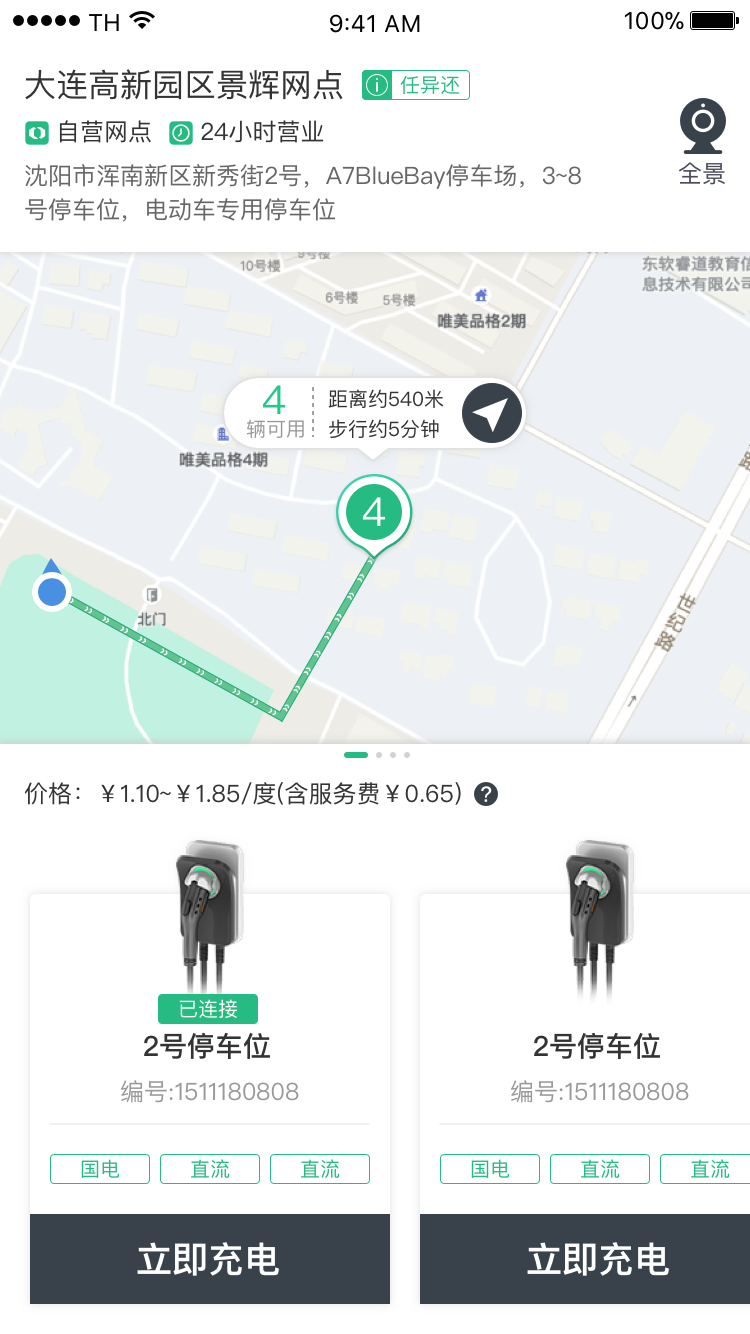 TH
9:41 AM
100%
大连高新园区景辉网点
任异还
自营网点
24小时营业
沈阳市浑南新区新秀街2号，A7BlueBay停车场，3~8
号停车位，电动车专用停车位
全景
9号楼
10号楼
东软睿道教育信
息技术有限公司
6号楼
5号楼
唯美品格2期
4
辆可用
距离约540米
步行约5分钟
唯美品格4期
4
北门
世纪路
路
价格：￥1.10~￥1.85/度(含服务费￥0.65)
?
已连接
2号停车位
编号:1511180808
国电
直流
直流
立即充电
2号停车位
编号:1511180808
国电
直流
直流
立即充电